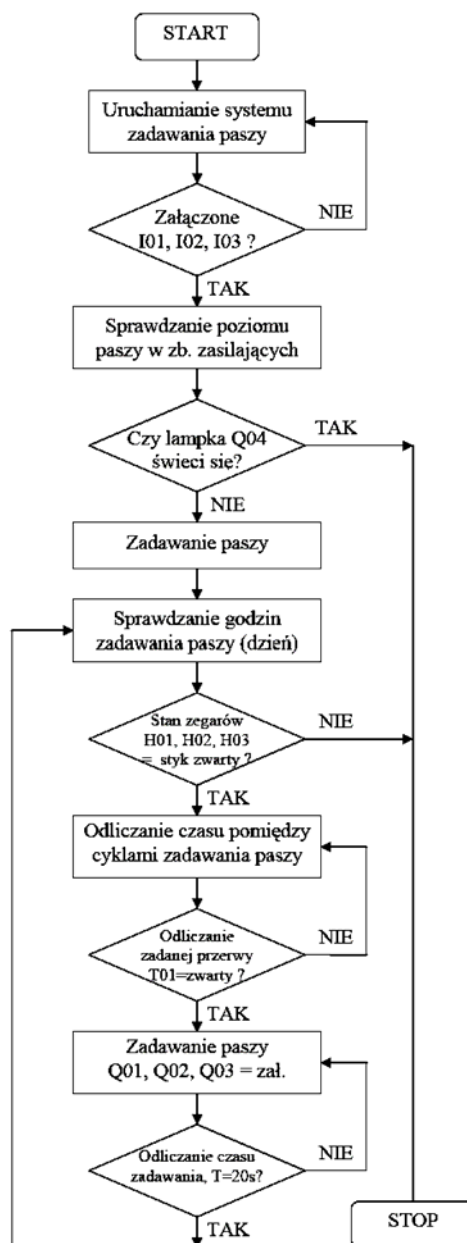 START
Uruchamianie systemu
zadawania paszy
Załączone
I01, I02, I03 ?
NIE
TAK
Sprawdzanie poziomu
paszy w zb. zasilających
Czy lampka Q04
świeci się?
TAK
NIE
Zadawanie paszy
Sprawdzanie godzin
zadawania paszy (dzień)
Stan zegarów
H01, H02, H03
= styk zwarty ?
NIE
TAK
Odliczanie czasu pomiędzy
cyklami zadawania paszy
Odliczanie
zadanej przerwy
T01=zwarty ?
NIE
TAK
Zadawanie paszy
Q01, Q02, Q03 = zał.
Odliczanie czasu
zadawania, T=20s?
NIE
TAK
STOP